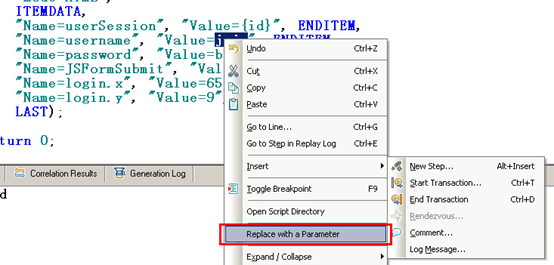 ITEMDATA,
"Name=userSession", "Value={id}", ENDITEM,
"Name=username", "Value=
"Name=password", "Value=b
"Name=JSFormSubmit", "Val
"Name=login.x", "Value=65
"Name=login.y", "Value=9"
LAST);
turn 0;
Correlation Results Generation Log
d
Undo Ctrl+Z
Cut Ctrl+X
Copy Ctrl+C
Paste Ctrl+V
Go to Line... Ctrl+G
Go to Step in Replay Log Ctrl+E
Insert
Toggle Breakpoint F9
Open Script Directory
Replace with a Parameter
Expand / Collapse
New Step... Alt+Insert
Start Transaction... Ctrl+T
End Transaction Ctrl+D
Rendezvous...
Comment...
Log Message...